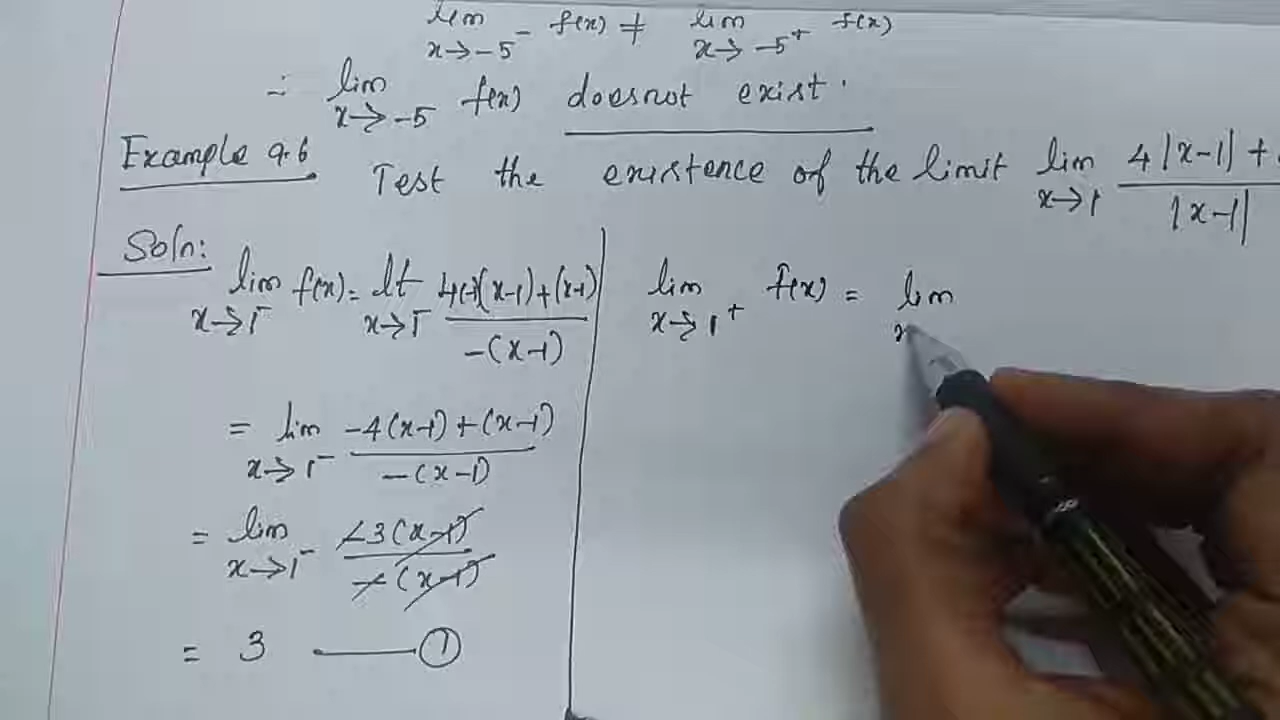 lim x→-5⁻ f(x) ≠ lim x→-5⁺ f(x)
∴ lim x→-5 f(x) doesnot exist.
Example 9.6 Test the existence of the limit lim x→1 4|x-1|+ / |x-1|
Soln:
lim x→1⁻ f(x) = lt x→1⁻ 4(-)(x-1)+(x-1) / -(x-1)
= lim x→1⁻ -4(x-1)+(x-1) / -(x-1)
= lim x→1⁻ -3(x-1) / -(x-1)
= 3 —— ①
lim x→1⁺ f(x) = lim x